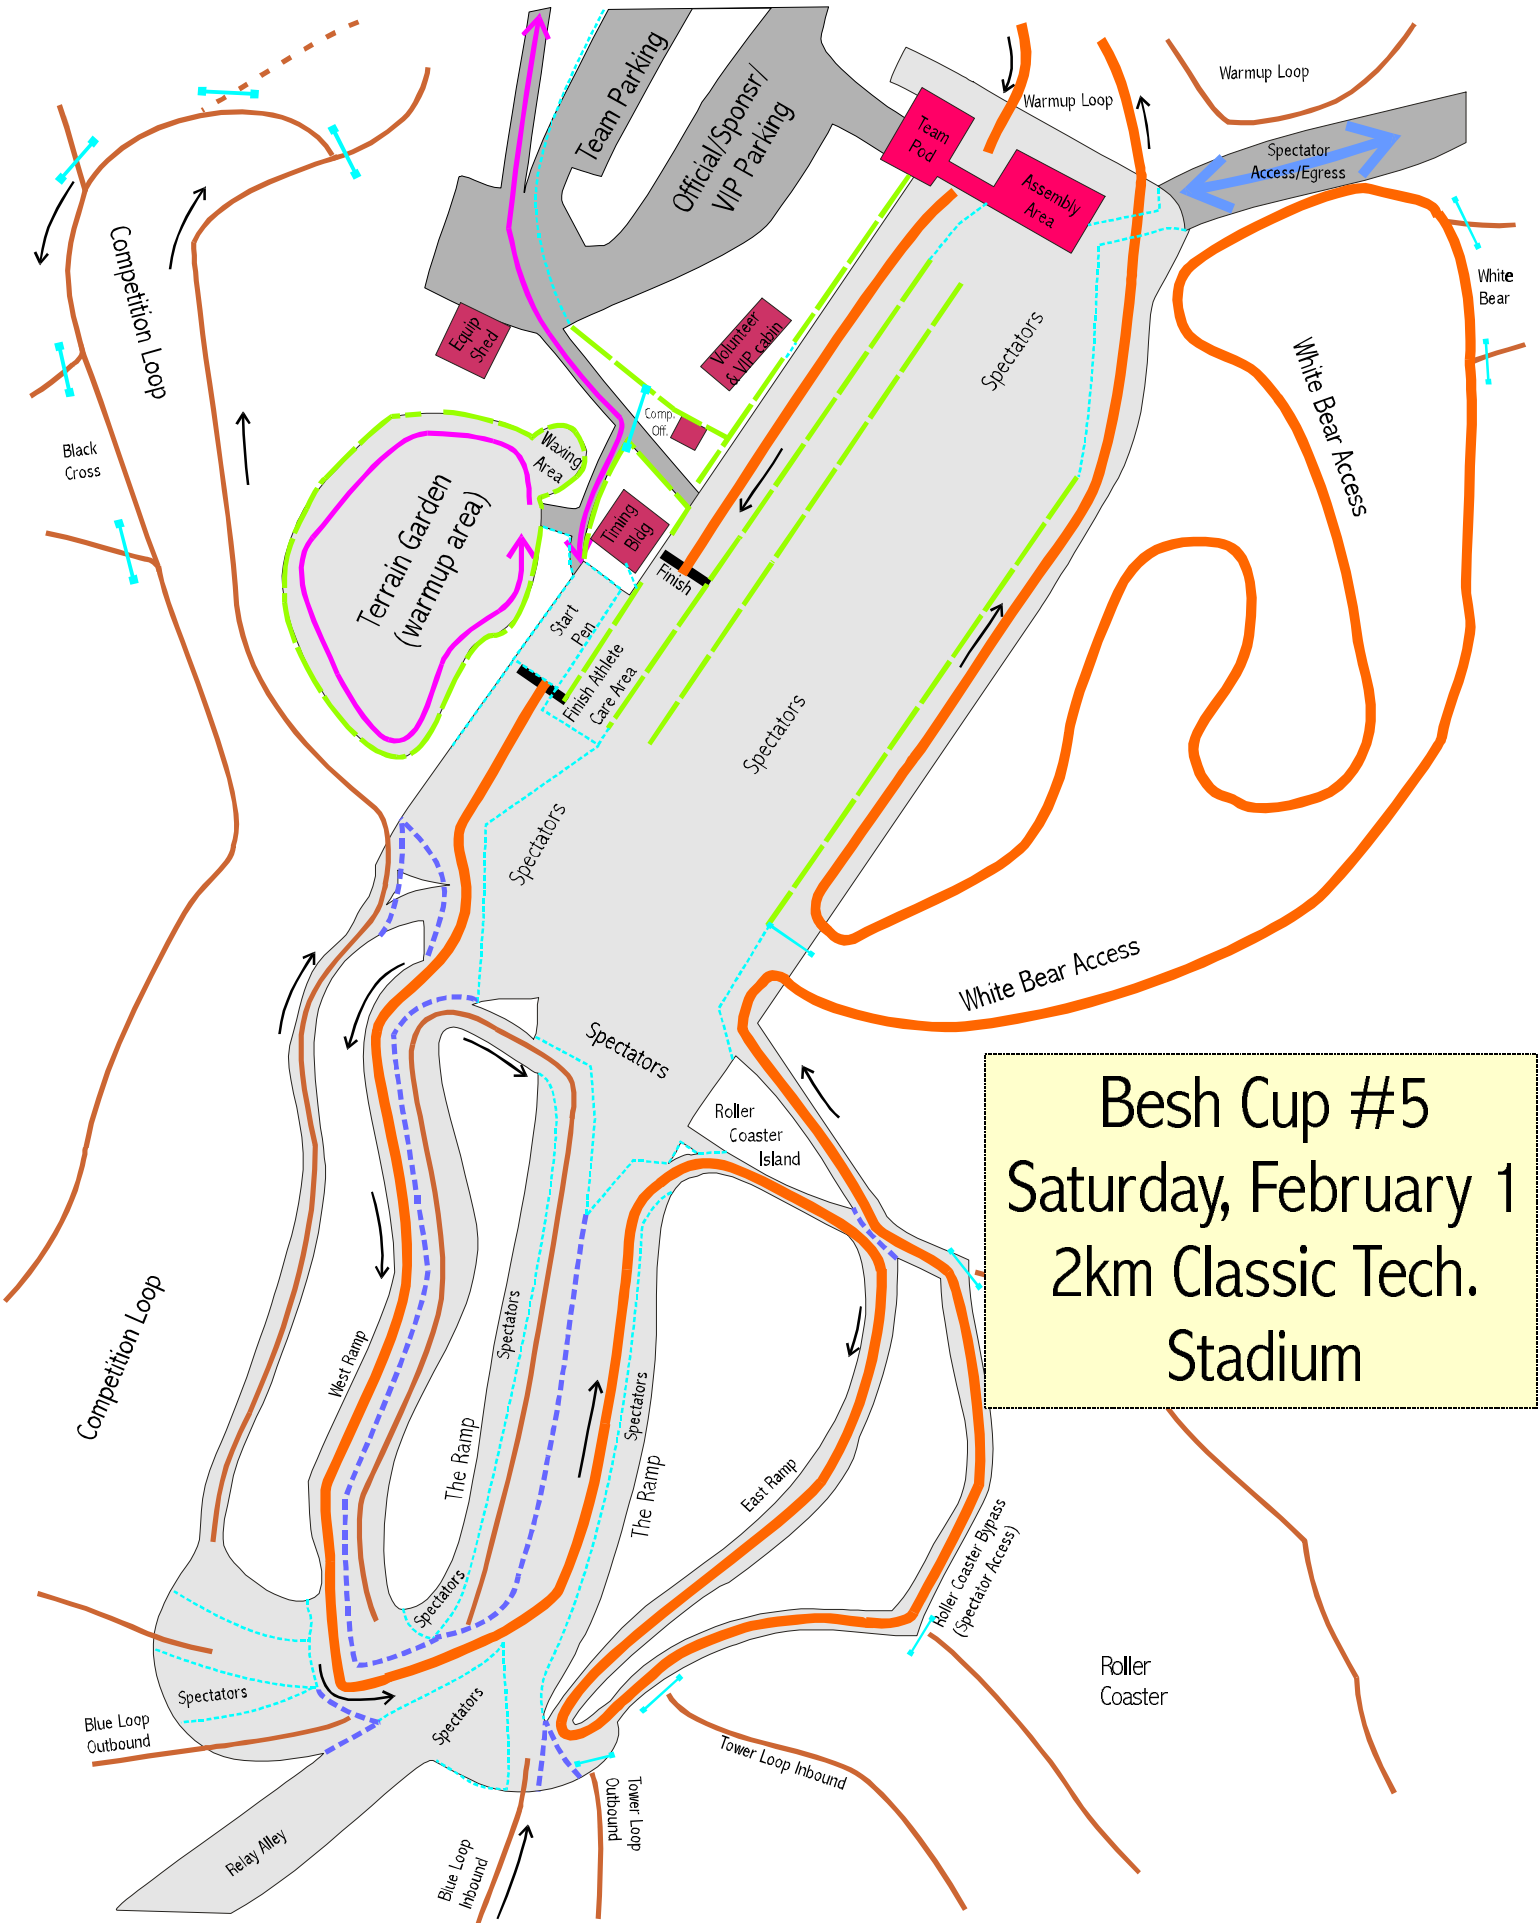 Team Parking
Official/Sponsr/
VIP Parking
Warmup Loop
Warmup Loop
Team
Pod
Assembly
Area
Spectator
Access/Egress
Competition Loop
White
Bear
Equip
Shed
Volunteer
& VIP cabin
Spectators
White Bear Access
Comp.
Off.
Black
Cross
Waxing
Area
Terrain Garden
(warmup area)
Timing
Bldg
Finish
Start
Pen
Finish Athlete
Care Area
Spectators
Spectators
White Bear Access
Spectators
Roller
Coaster
Island
Besh Cup #5
Saturday, February 1
2km Classic Tech.
Stadium
Competition Loop
West Ramp
Spectators
Spectators
The Ramp
The Ramp
East Ramp
Roller Coaster Bypass
(Spectator Access)
Spectators
Spectators
Spectators
Roller
Coaster
Blue Loop
Outbound
Tower Loop Inbound
Tower Loop
Outbound
Relay Alley
Blue Loop
Inbound